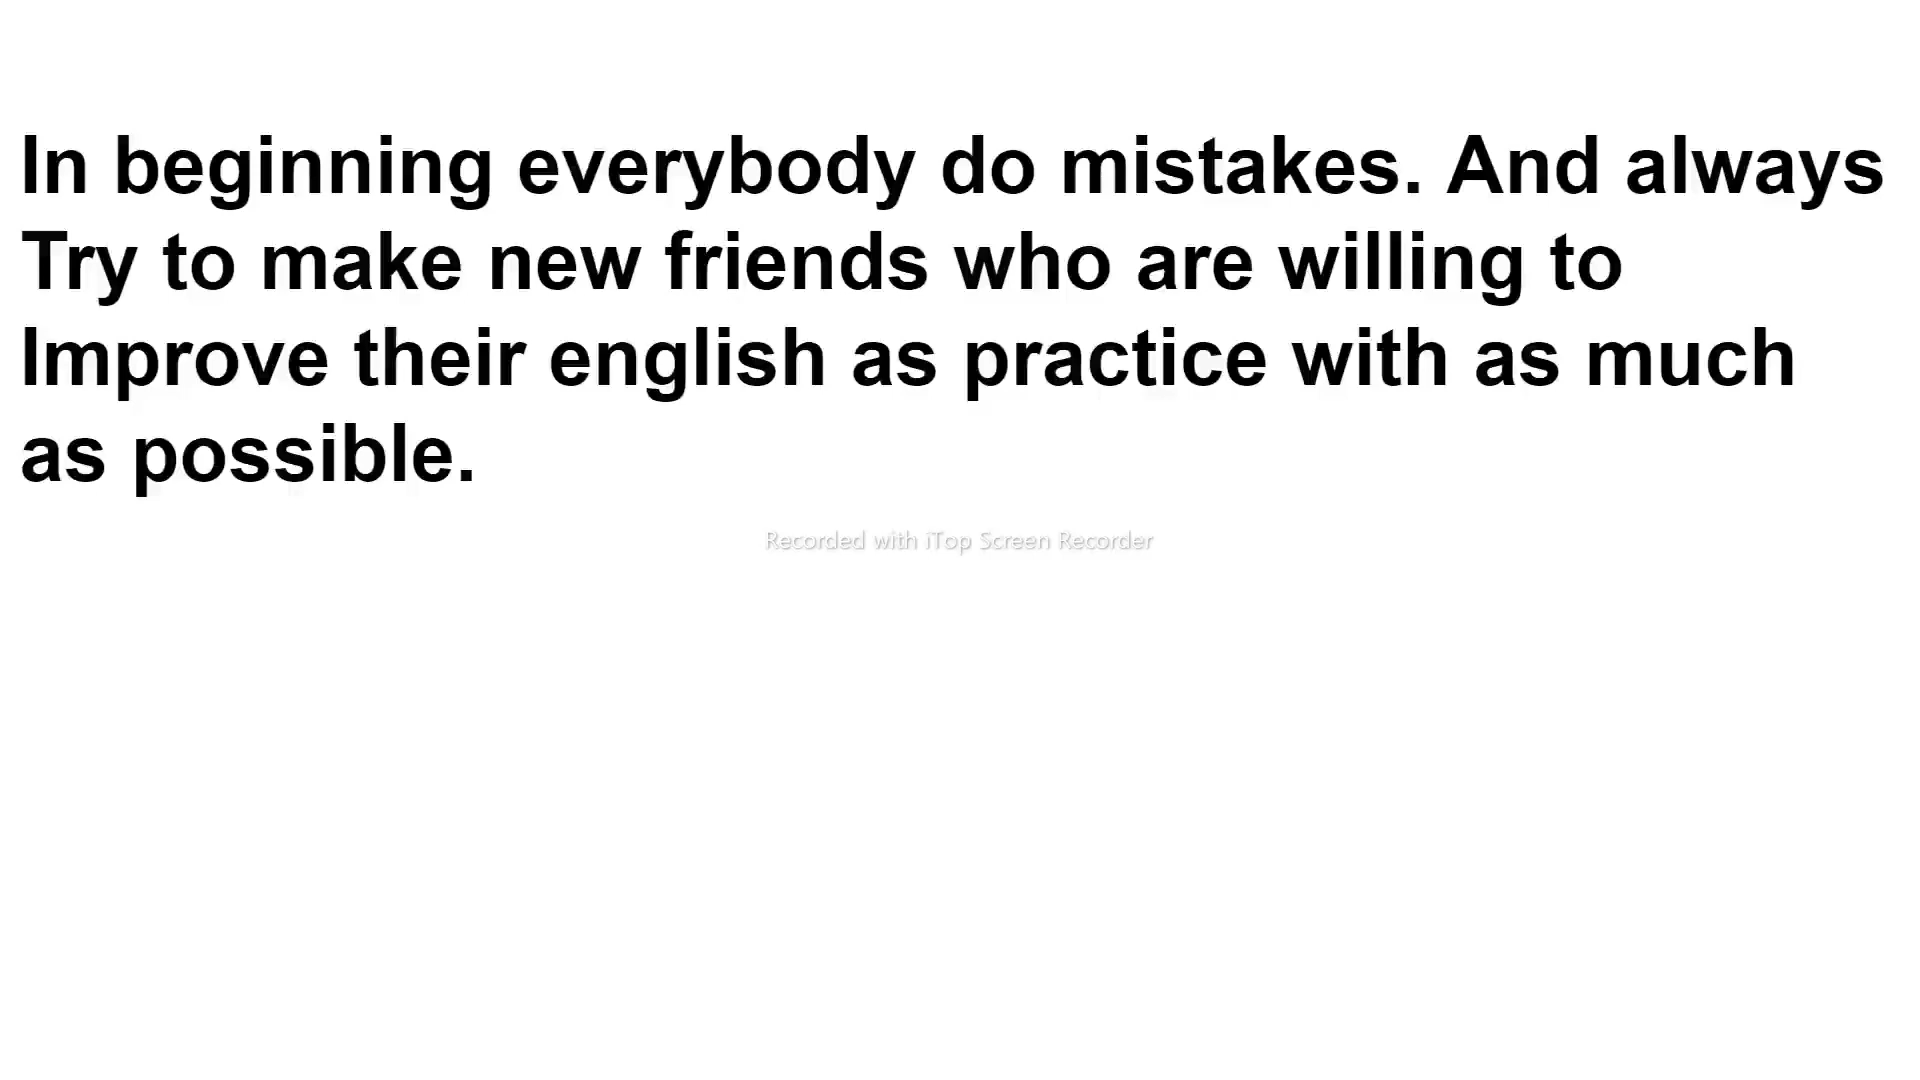 In beginning everybody do mistakes. And always
Try to make new friends who are willing to
Improve their english as practice with as much
as possible.
Recorded with iTop Screen Recorder